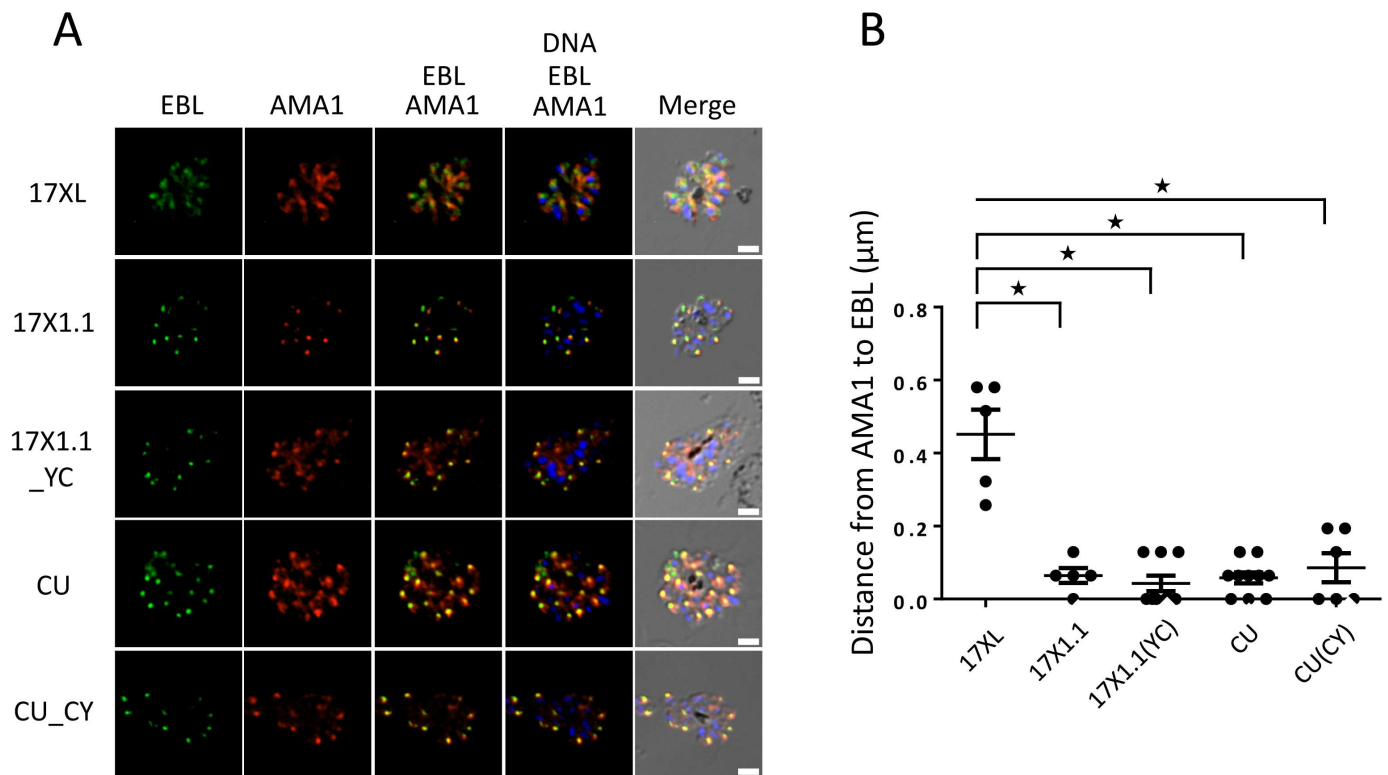 A
EBL
AMA1
EBL
AMA1
DNA
EBL
AMA1
Merge
17XL
17X1.1
17X1.1
_YC
CU
CU_CY
B
Distance from AMA1 to EBL (µm)
0.8
0.6
0.4
0.2
0.0
17XL
17X1.1
17X1.1(YC)
CU
CU(CY)